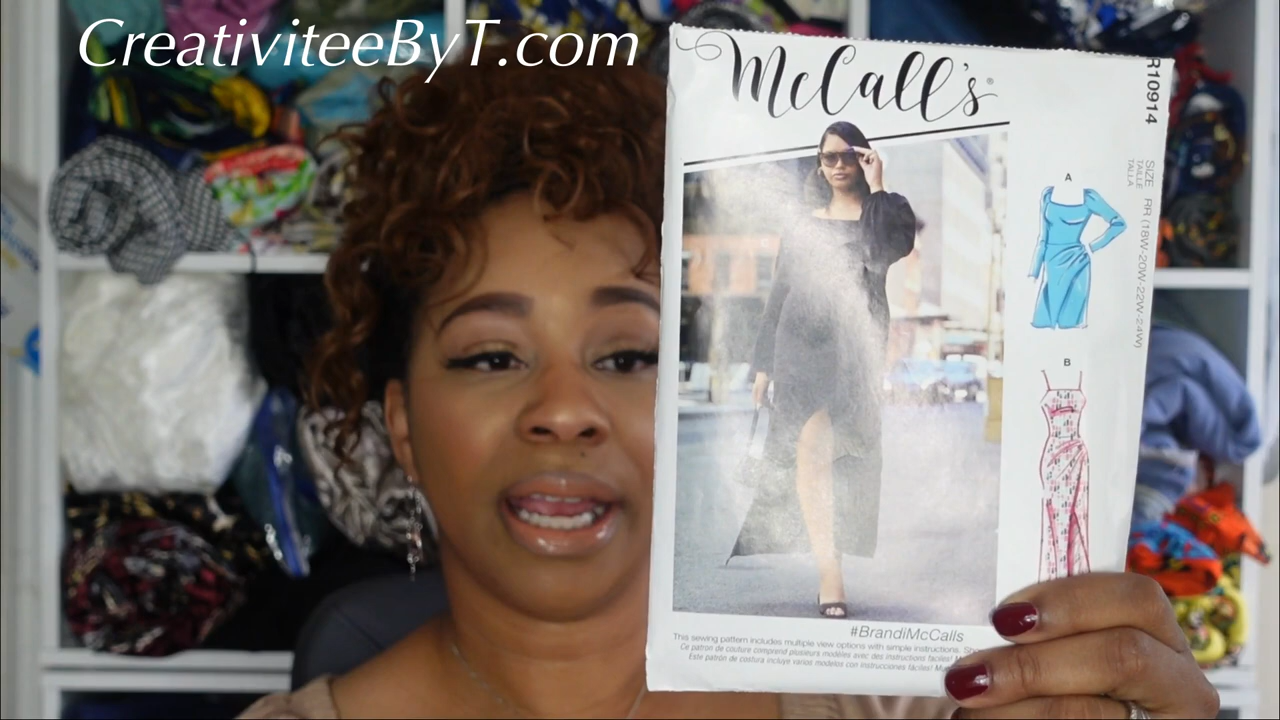 CreativiteeByT.com
McCall's®
R10914
SIZE RR (18W-20W-22W-24W)
TAILLE
TALLA
A
B
#BrandiMcCalls
This sewing pattern includes multiple view options with simple instructions.
Ce patron de couture comprend plusieurs modèles avec des instructions faciles!
Este patrón de costura incluye varios modelos con instrucciones fáciles!